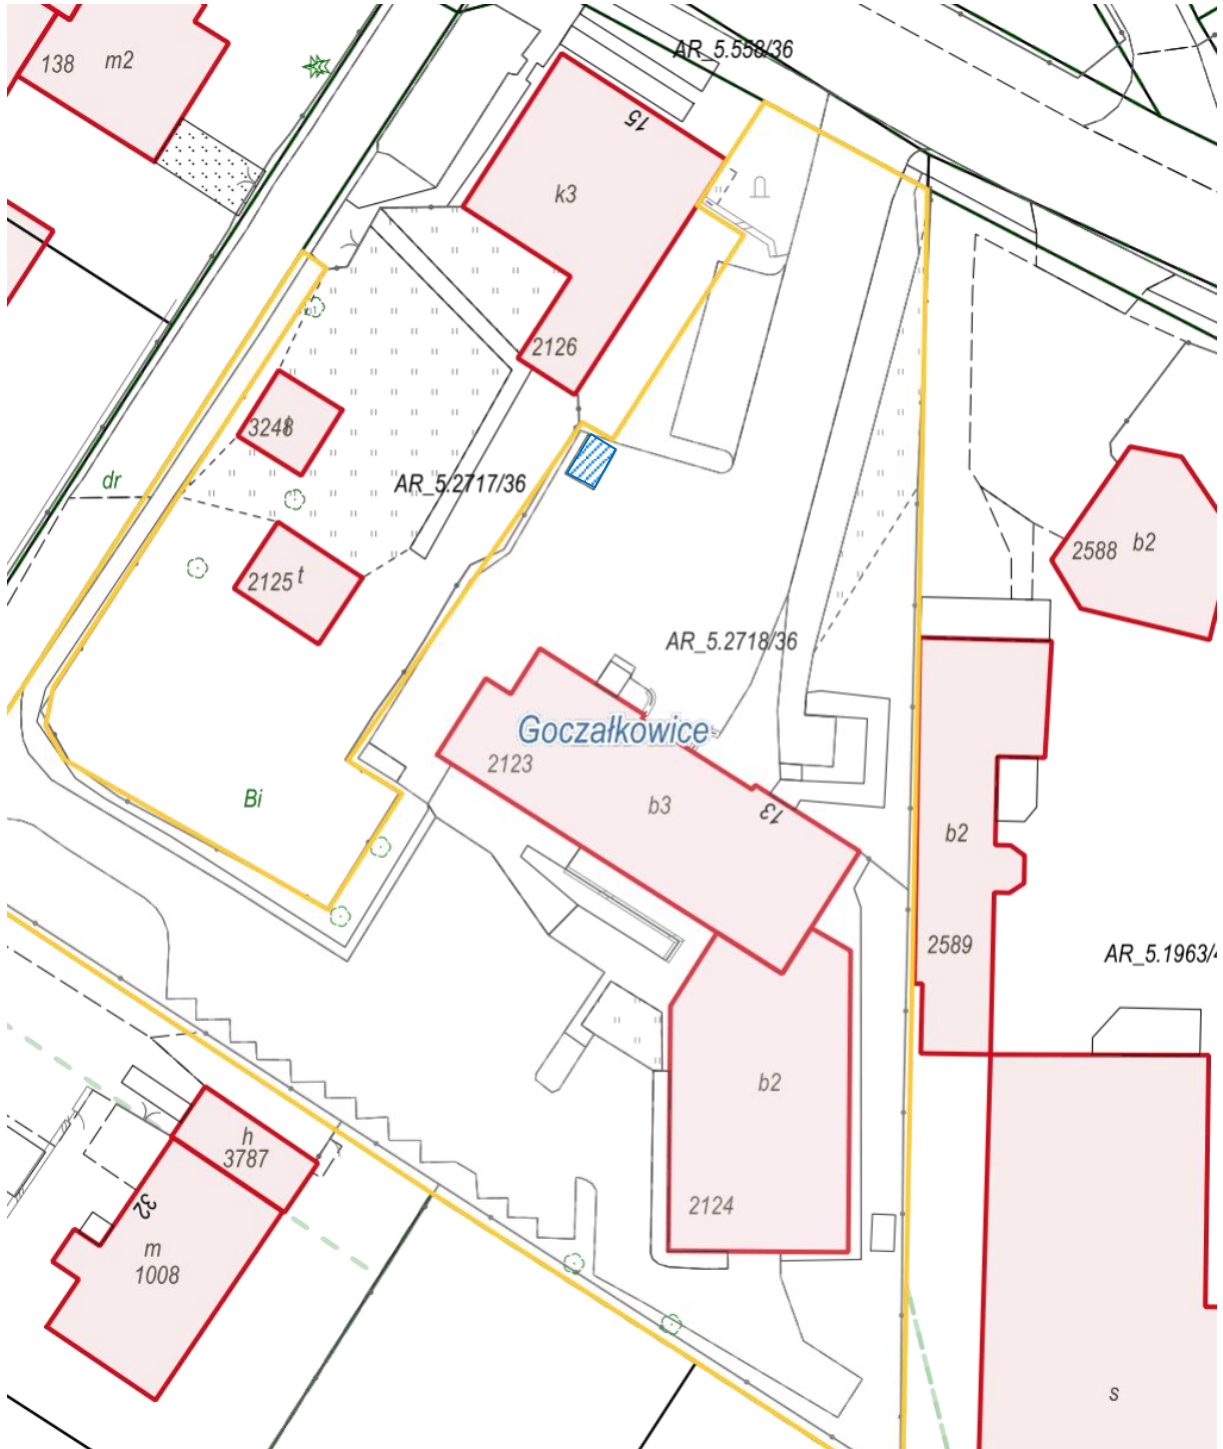 AR_5.558/36
138
m2
15
k3
2126
3248
t
dr
AR_5.2717/36
2588
b2
2125
t
AR_5.2718/36
Goczałkowice
2123
Bi
b3
13
b2
2589
AR_5.1963/4
b2
h
3787
2124
32
m
1008
s